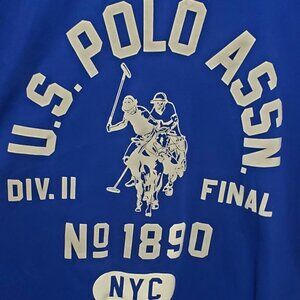 U.S. POLO ASSN.
DIV. II FINAL
No 1890
NYC